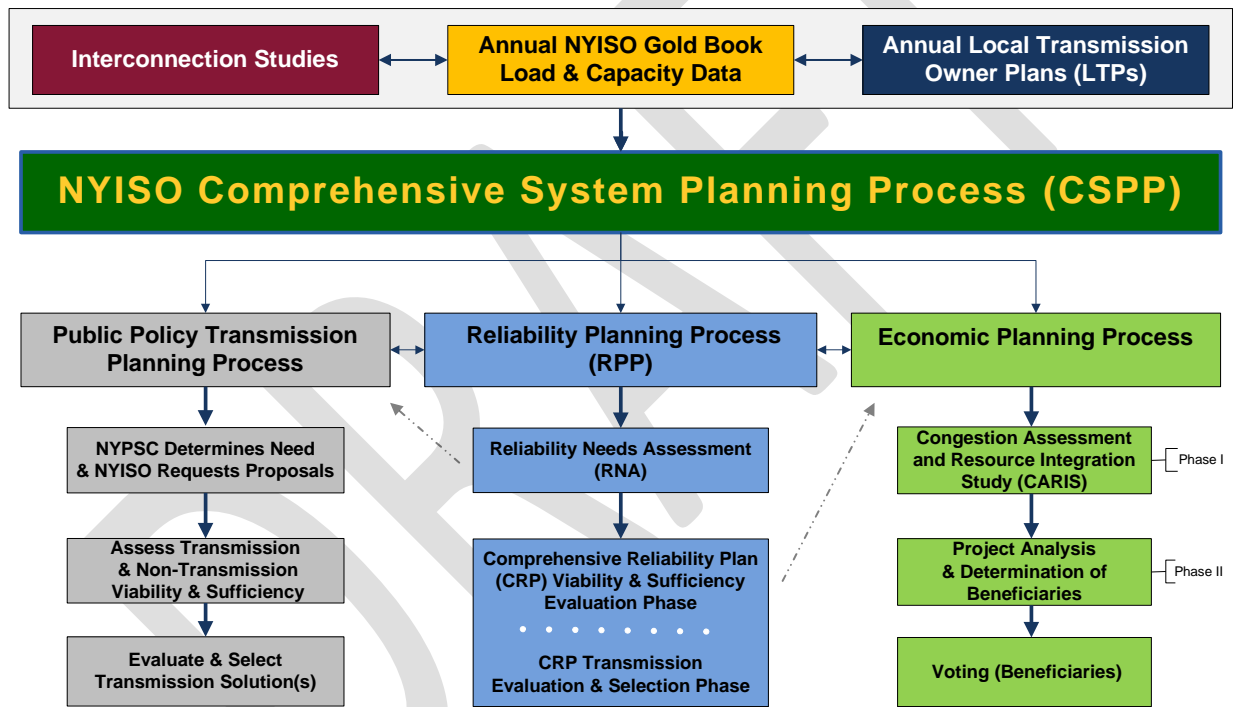 Interconnection Studies
Annual NYISO Gold Book
Load & Capacity Data
Annual Local Transmission
Owner Plans (LTPs)
NYISO Comprehensive System Planning Process (CSPP)
Public Policy Transmission
Planning Process
Reliability Planning Process
(RPP)
Economic Planning Process
NYPSC Determines Need
& NYISO Requests Proposals
Reliability Needs Assessment
(RNA)
Congestion Assessment
and Resource Integration
Study (CARIS)
Phase I
Assess Transmission
& Non-Transmission
Viability & Sufficiency
Comprehensive Reliability Plan
(CRP) Viability & Sufficiency
Evaluation Phase
Project Analysis
& Determination of
Beneficiaries
Phase II
Evaluate & Select
Transmission Solution(s)
CRP Transmission
Evaluation & Selection Phase
Voting (Beneficiaries)
DRAFT